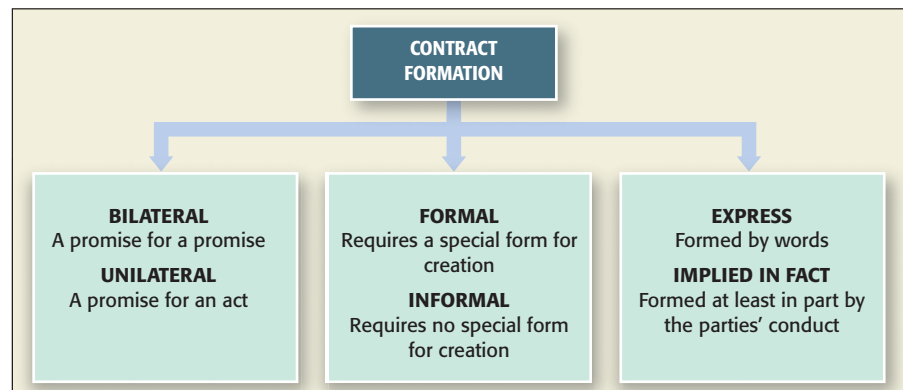 CONTRACT
FORMATION
BILATERAL
A promise for a promise
UNILATERAL
A promise for an act
FORMAL
Requires a special form for
creation
INFORMAL
Requires no special form
for creation
EXPRESS
Formed by words
IMPLIED IN FACT
Formed at least in part by
the parties’ conduct